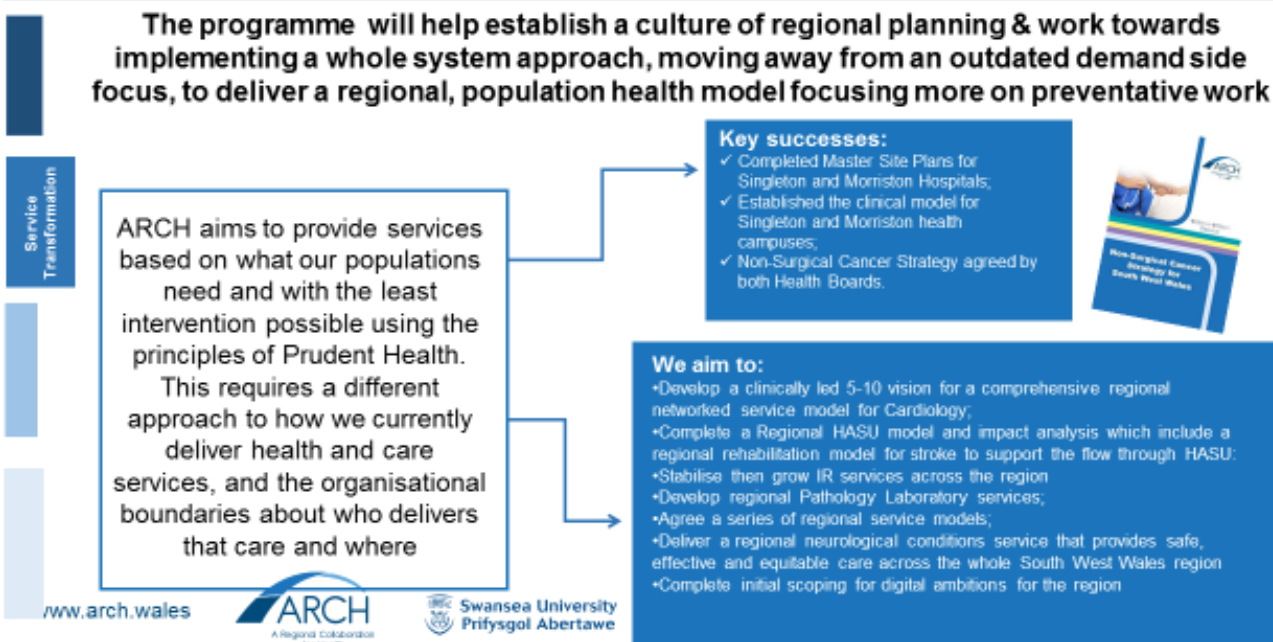 The programme will help establish a culture of regional planning & work towards
implementing a whole system approach, moving away from an outdated demand side
focus, to deliver a regional, population health model focusing more on preventative work
Service
Transformation
ARCH aims to provide services
based on what our populations
need and with the least
intervention possible using the
principles of Prudent Health.
This requires a different
approach to how we currently
deliver health and care
services, and the organisational
boundaries about who delivers
that care and where
Key successes:
✓ Completed Master Site Plans for
Singleton and Morriston Hospitals;
✓ Established the clinical model for
Singleton and Morriston health
campuses;
✓ Non-Surgical Cancer Strategy agreed by
both Health Boards.
ARCH
Non-Surgical Cancer
Strategy for
South West Wales
We aim to:
•Develop a clinically led 5-10 vision for a comprehensive regional
networked service model for Cardiology;
•Complete a Regional HASU model and impact analysis which include a
regional rehabilitation model for stroke to support the flow through HASU:
•Stabilise then grow IR services across the region
•Develop regional Pathology Laboratory services;
•Agree a series of regional service models;
•Deliver a regional neurological conditions service that provides safe,
effective and equitable care across the whole South West Wales region
•Complete initial scoping for digital ambitions for the region
www.arch.wales
ARCH
A Regional Collaboration
Swansea University
Prifysgol Abertawe